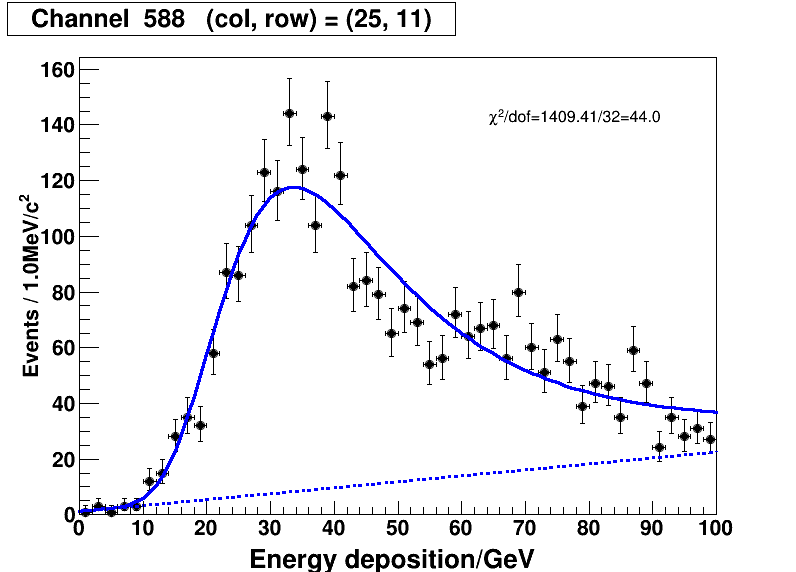 Channel 588 (col, row) = (25, 11)
χ²/dof=1409.41/32=44.0
Events / 1.0MeV/c²
160
140
120
100
80
60
40
20
0
0 10 20 30 40 50 60 70 80 90 100
Energy deposition/GeV